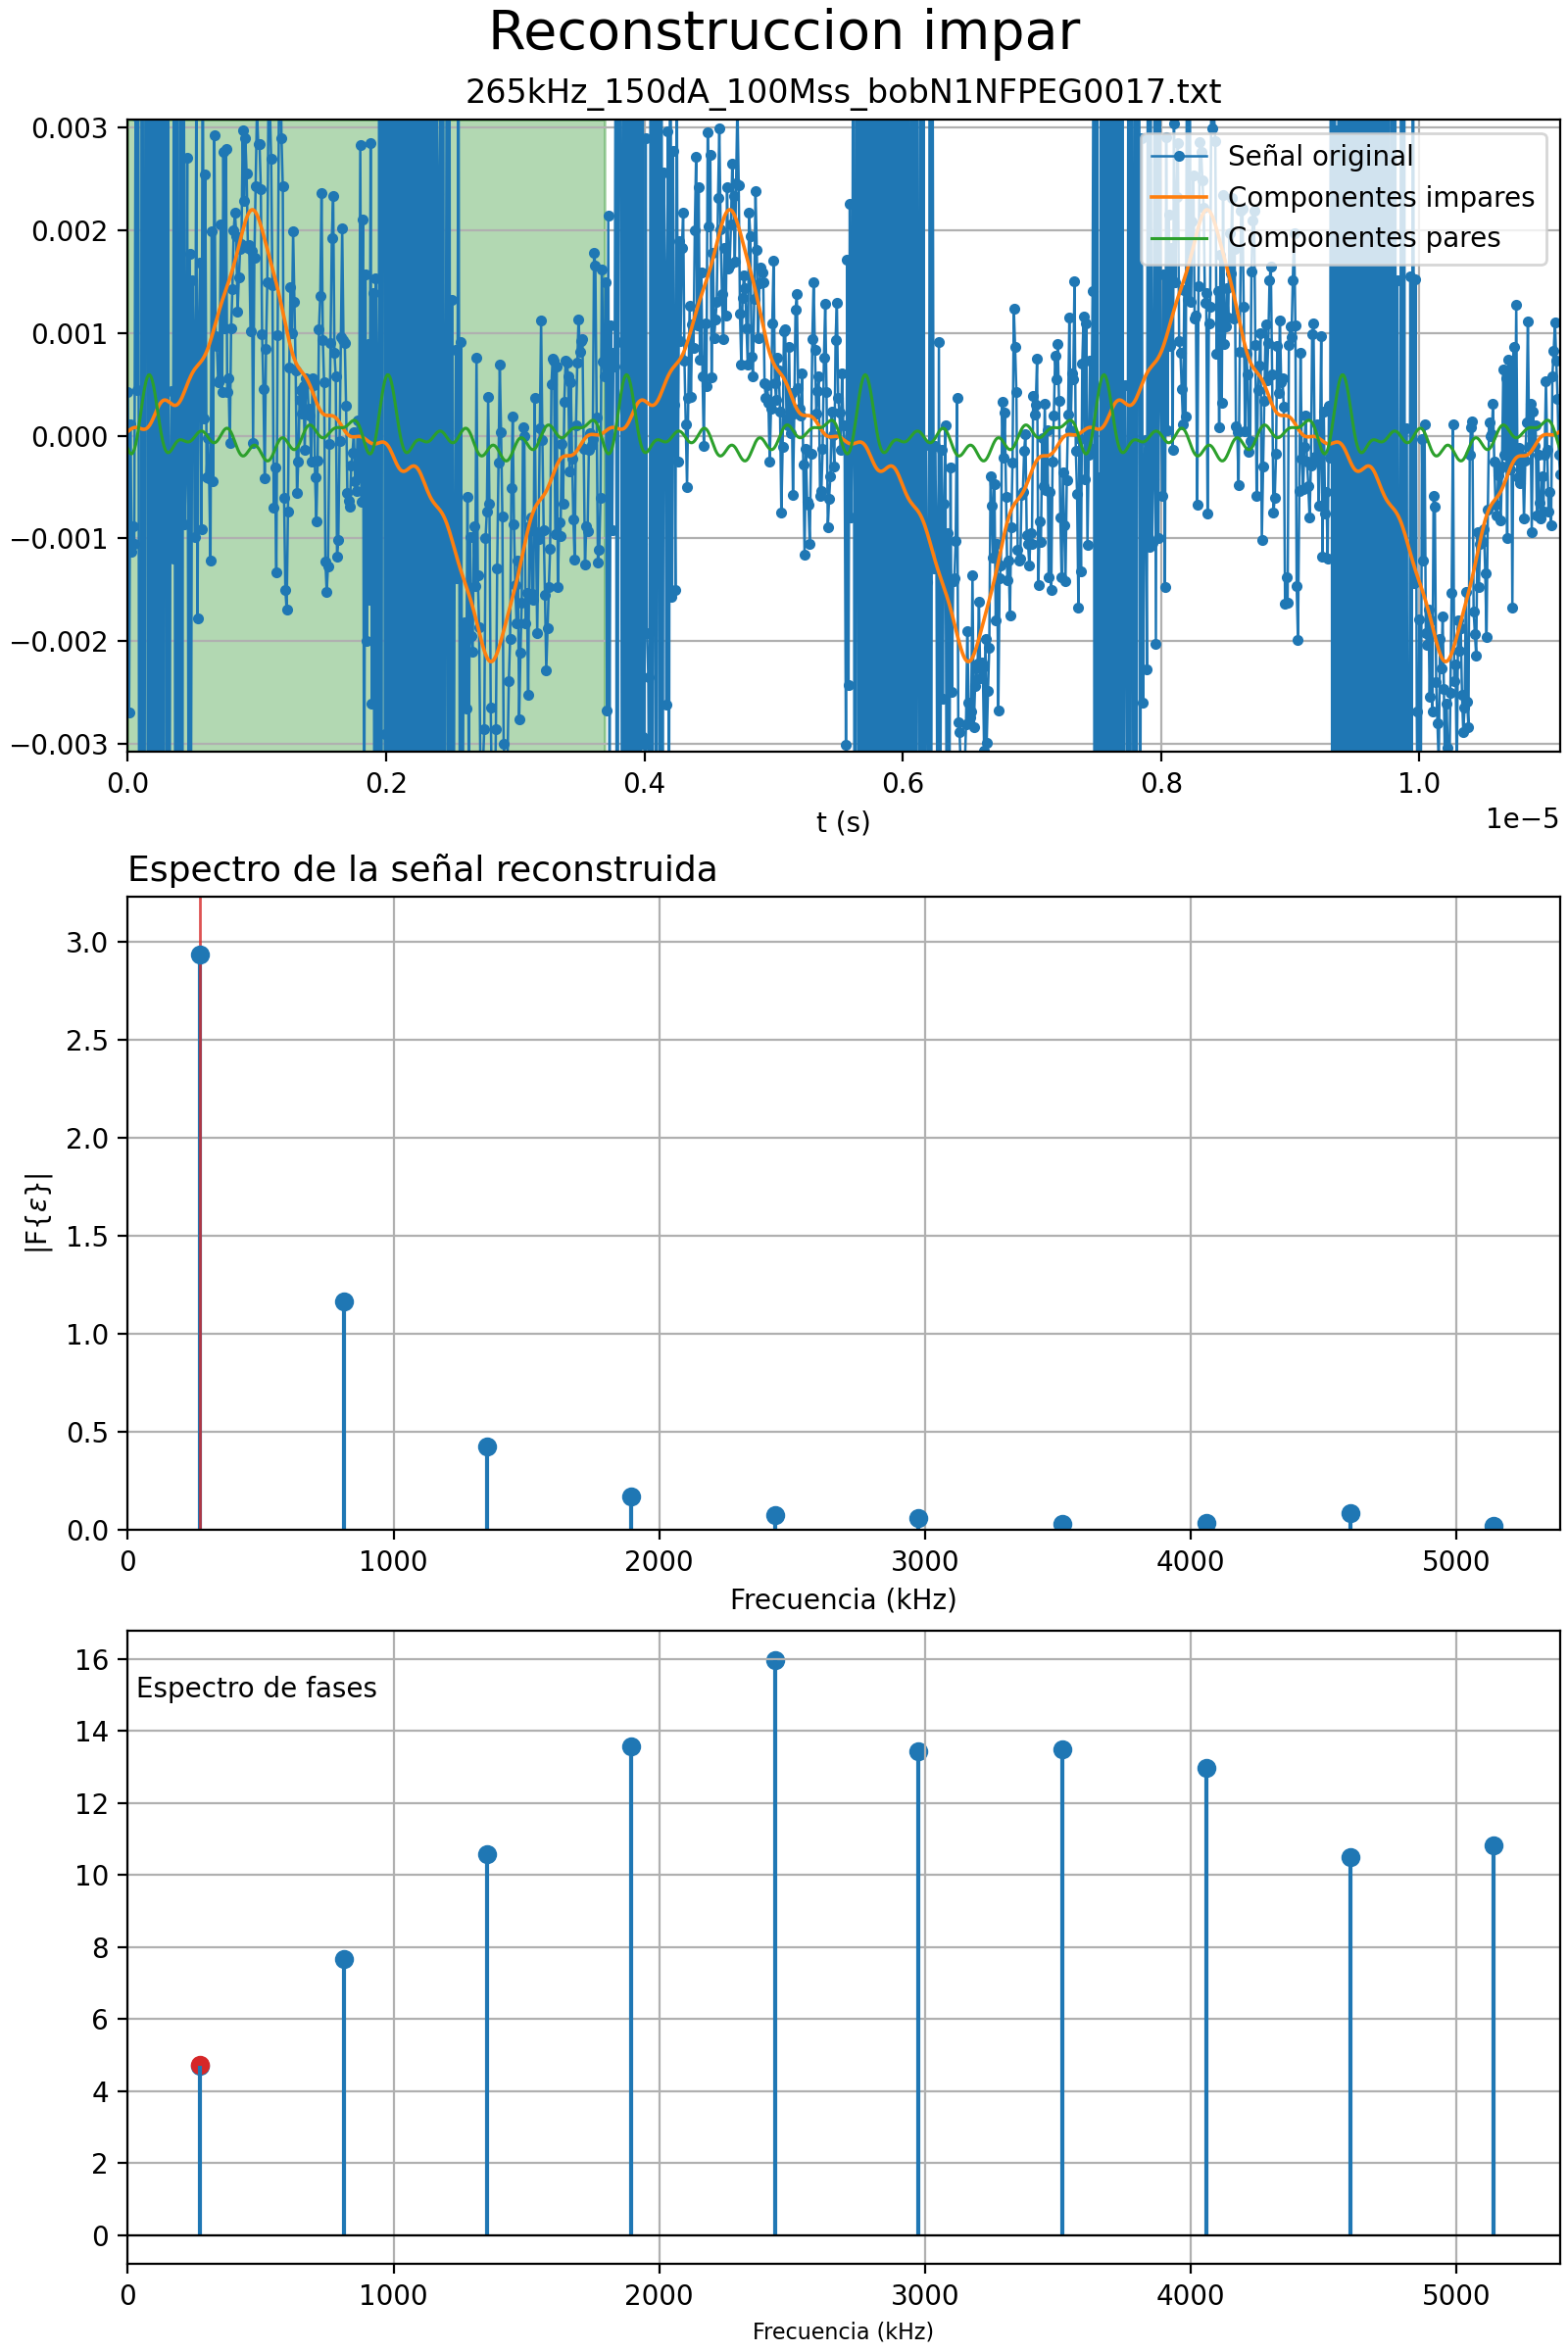 Reconstruccion impar
265kHz_150dA_100Mss_bobN1NFPEG0017.txt
0.003
0.002
0.001
0.000
−0.001
−0.002
−0.003
Señal original
Componentes impares
Componentes pares
0.0 0.2 0.4 0.6 0.8 1.0
1e−5
t (s)
Espectro de la señal reconstruida
3.0
2.5
2.0
1.5
1.0
0.5
0.0
|F{ε}|
0 1000 2000 3000 4000 5000
Frecuencia (kHz)
16
Espectro de fases
14
12
10
8
6
4
2
0
0 1000 2000 3000 4000 5000
Frecuencia (kHz)